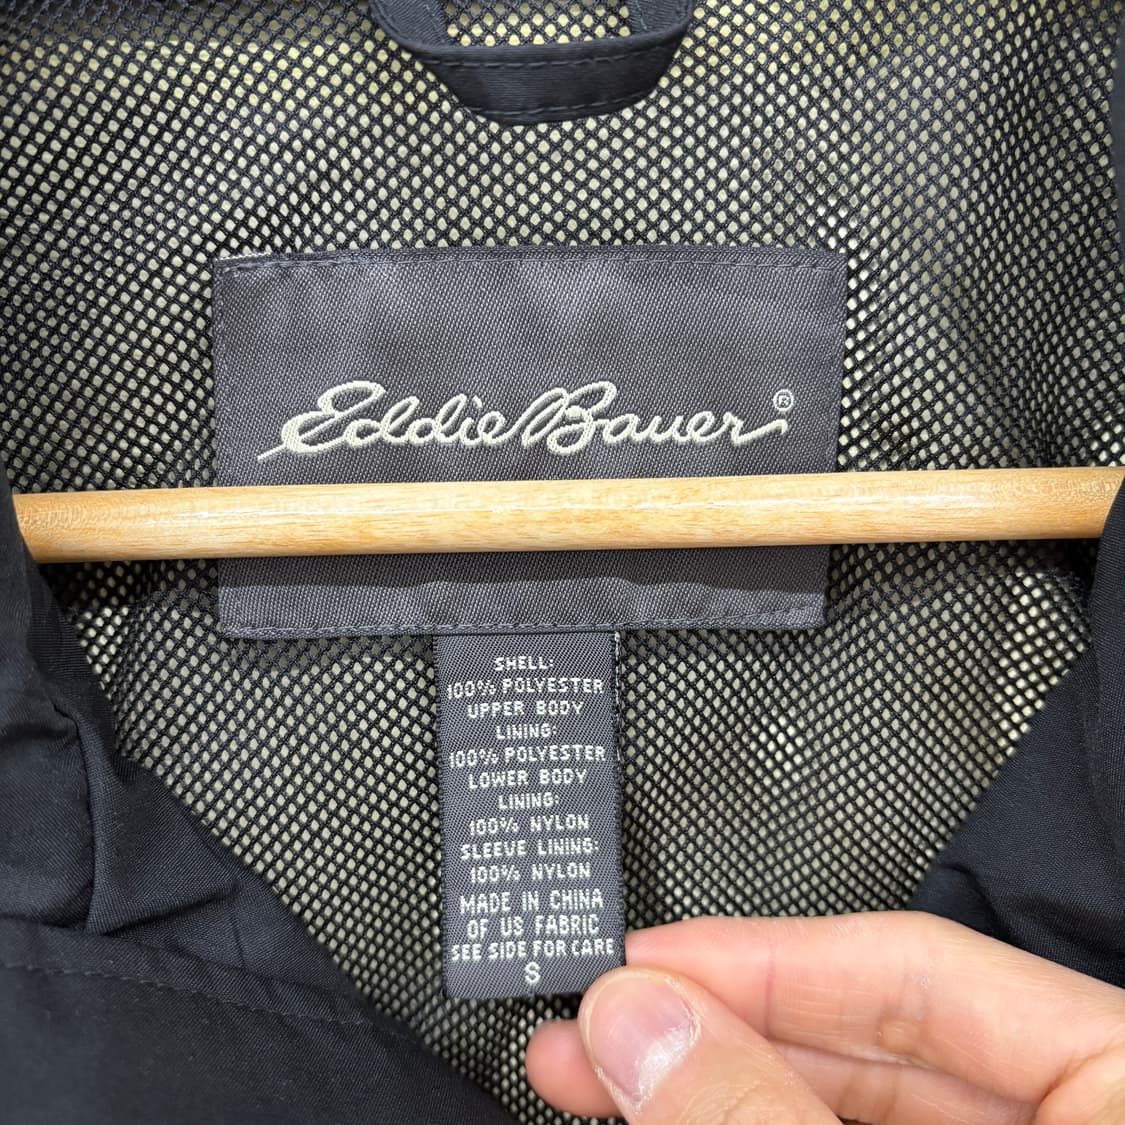 Eddie Bauer®
SHELL:
100% POLYESTER
UPPER BODY
LINING:
100% POLYESTER
LOWER BODY
LINING:
100% NYLON
SLEEVE LINING:
100% NYLON
MADE IN CHINA
OF US FABRIC
SEE SIDE FOR CARE
S